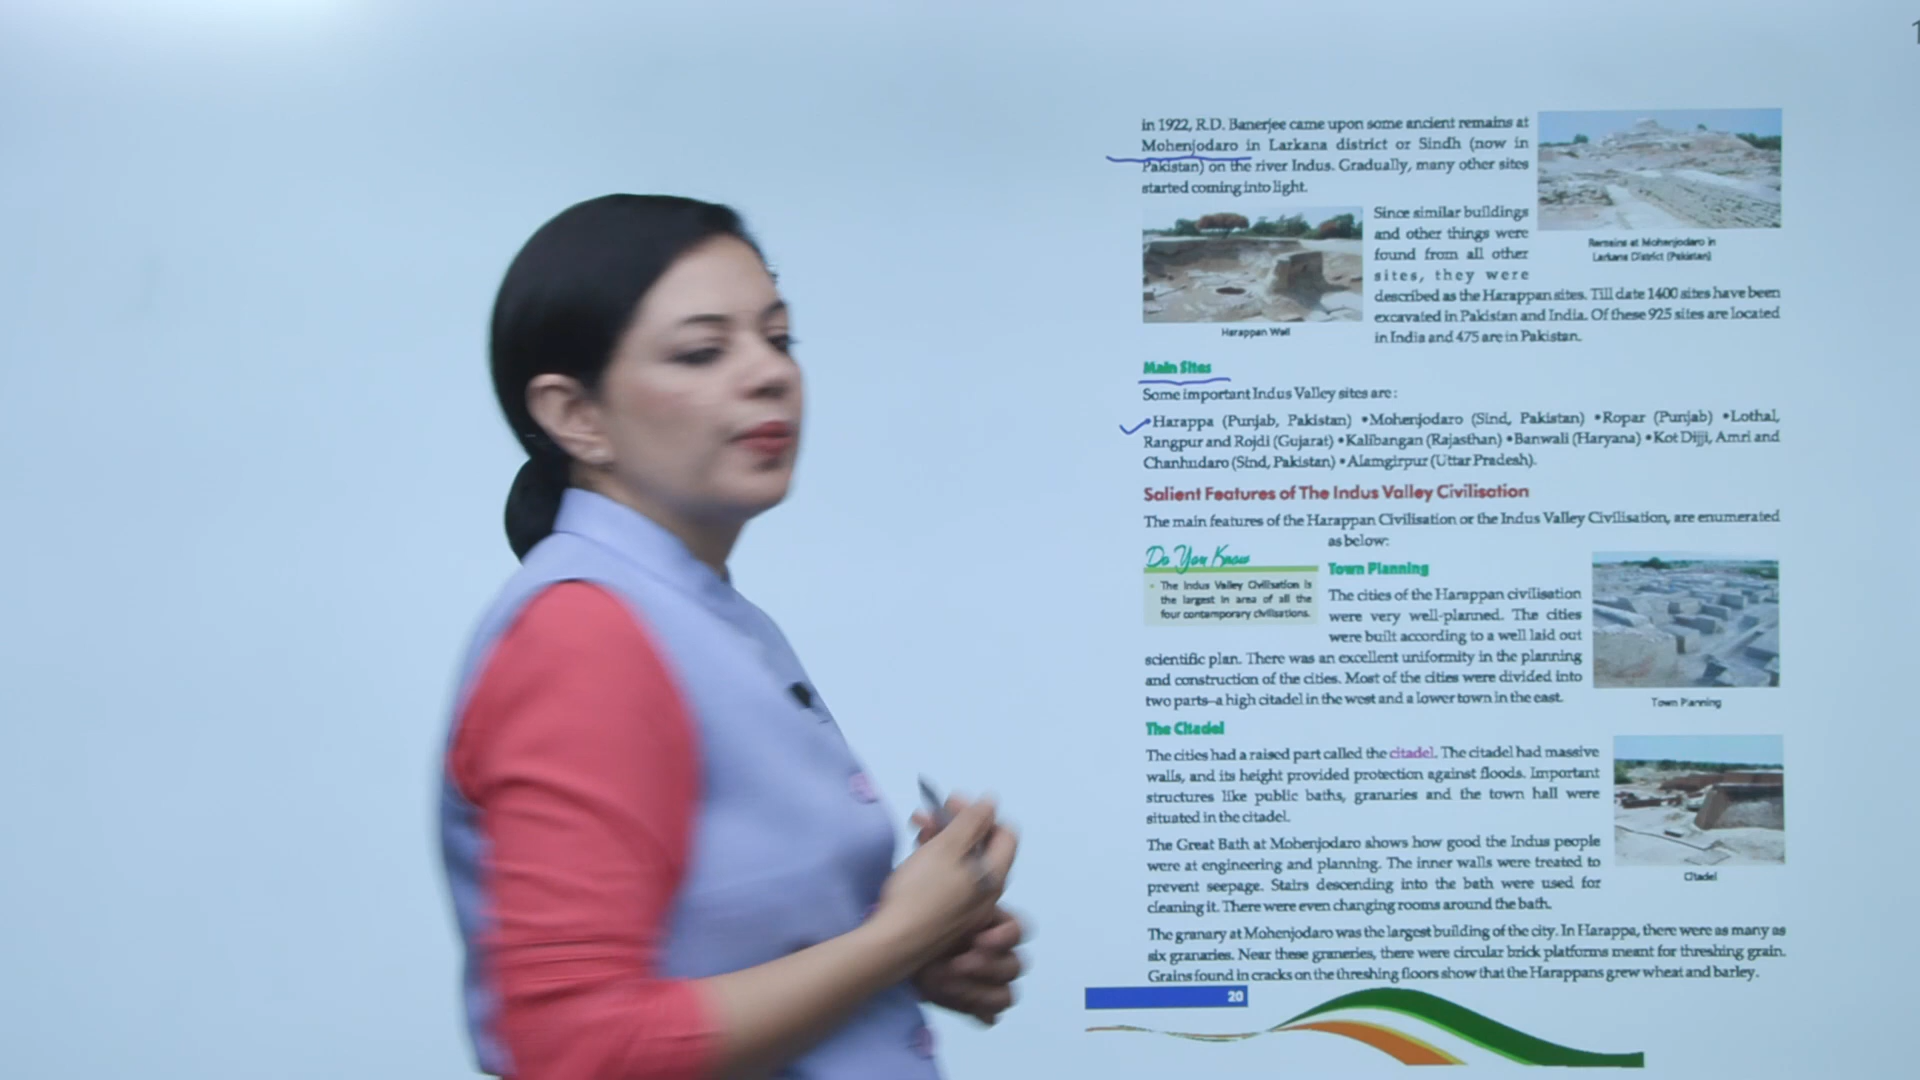 1
in 1922, R.D. Banerjee came upon some ancient remains at
Mohenjodaro in Larkana district or Sindh (now in
Pakistan) on the river Indus. Gradually, many other sites
started coming into light.
Remains at Mohenjodaro in
Larkana District (Pakistan)
Since similar buildings
and other things were
found from all other
sites, they were
described as the Harappan sites. Till date 1400 sites have been
excavated in Pakistan and India. Of these 925 sites are located
in India and 475 are in Pakistan.
Harappan Well
Main Sites
Some important Indus Valley sites are:
•Harappa (Punjab, Pakistan) •Mohenjodaro (Sind, Pakistan) •Ropar (Punjab) •Lothal,
Rangpur and Rojdi (Gujarat) •Kalibangan (Rajasthan) •Banwali (Haryana) •Kot Dijji, Amri and
Chanhudaro (Sind, Pakistan) •Alamgirpur (Uttar Pradesh).
Salient Features of The Indus Valley Civilisation
The main features of the Harappan Civilisation or the Indus Valley Civilisation, are enumerated
as below:
Do You Know
• The Indus Valley Civilisation is
the largest in area of all the
four contemporary civilisations.
Town Planning
The cities of the Harappan civilisation
were very well-planned. The cities
were built according to a well laid out
scientific plan. There was an excellent uniformity in the planning
and construction of the cities. Most of the cities were divided into
two parts–a high citadel in the west and a lower town in the east.
Town Planning
The Citadel
The cities had a raised part called the citadel. The citadel had massive
walls, and its height provided protection against floods. Important
structures like public baths, granaries and the town hall were
situated in the citadel.
The Great Bath at Mohenjodaro shows how good the Indus people
were at engineering and planning. The inner walls were treated to
prevent seepage. Stairs descending into the bath were used for
cleaning it. There were even changing rooms around the bath.
Citadel
The granary at Mohenjodaro was the largest building of the city. In Harappa, there were as many as
six granaries. Near these graneries, there were circular brick platforms meant for threshing grain.
Grains found in cracks on the threshing floors show that the Harappans grew wheat and barley.
20